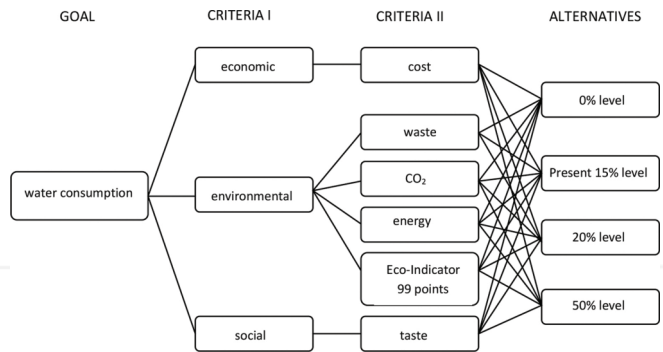 GOAL
CRITERIA I
CRITERIA II
ALTERNATIVES
economic
cost
0% level
waste
Present 15% level
CO₂
water consumption
environmental
energy
20% level
Eco-Indicator
99 points
50% level
social
taste